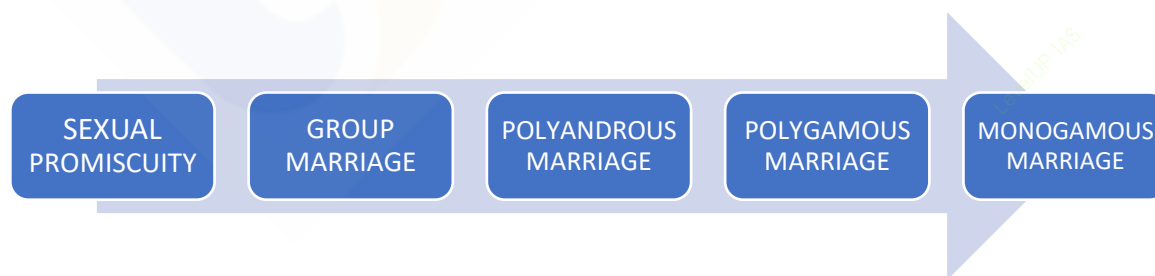 SEXUAL
PROMISCUITY
GROUP
MARRIAGE
POLYANDROUS
MARRIAGE
POLYGAMOUS
MARRIAGE
MONOGAMOUS
MARRIAGE